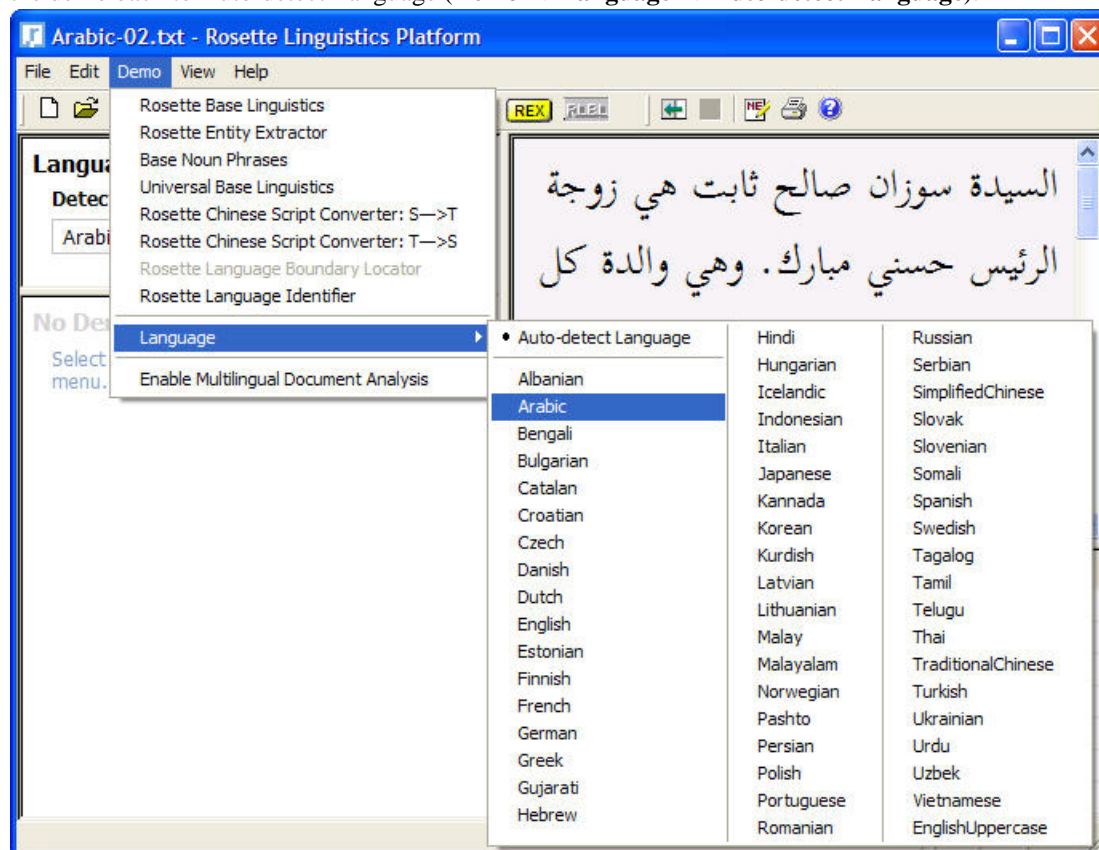 Arabic-02.txt - Rosette Linguistics Platform
File Edit Demo View Help
REX
Rosette Base Linguistics
Rosette Entity Extractor
Base Noun Phrases
Universal Base Linguistics
Rosette Chinese Script Converter: S—>T
Rosette Chinese Script Converter: T—>S
Rosette Language Boundary Locator
Rosette Language Identifier
Language
Enable Multilingual Document Analysis
Langua
Detec
Arabi
No De
Select
menu.
السيدة سوزان صالح ثابت هي زوجة
الرئيس حسني مبارك. وهي والدة كل
Auto-detect Language
Albanian
Arabic
Bengali
Bulgarian
Catalan
Croatian
Czech
Danish
Dutch
English
Estonian
Finnish
French
German
Greek
Gujarati
Hebrew
Hindi
Hungarian
Icelandic
Indonesian
Italian
Japanese
Kannada
Korean
Kurdish
Latvian
Lithuanian
Malay
Malayalam
Norwegian
Pashto
Persian
Polish
Portuguese
Romanian
Russian
Serbian
SimplifiedChinese
Slovak
Slovenian
Somali
Spanish
Swedish
Tagalog
Tamil
Telugu
Thai
TraditionalChinese
Turkish
Ukrainian
Urdu
Uzbek
Vietnamese
EnglishUppercase